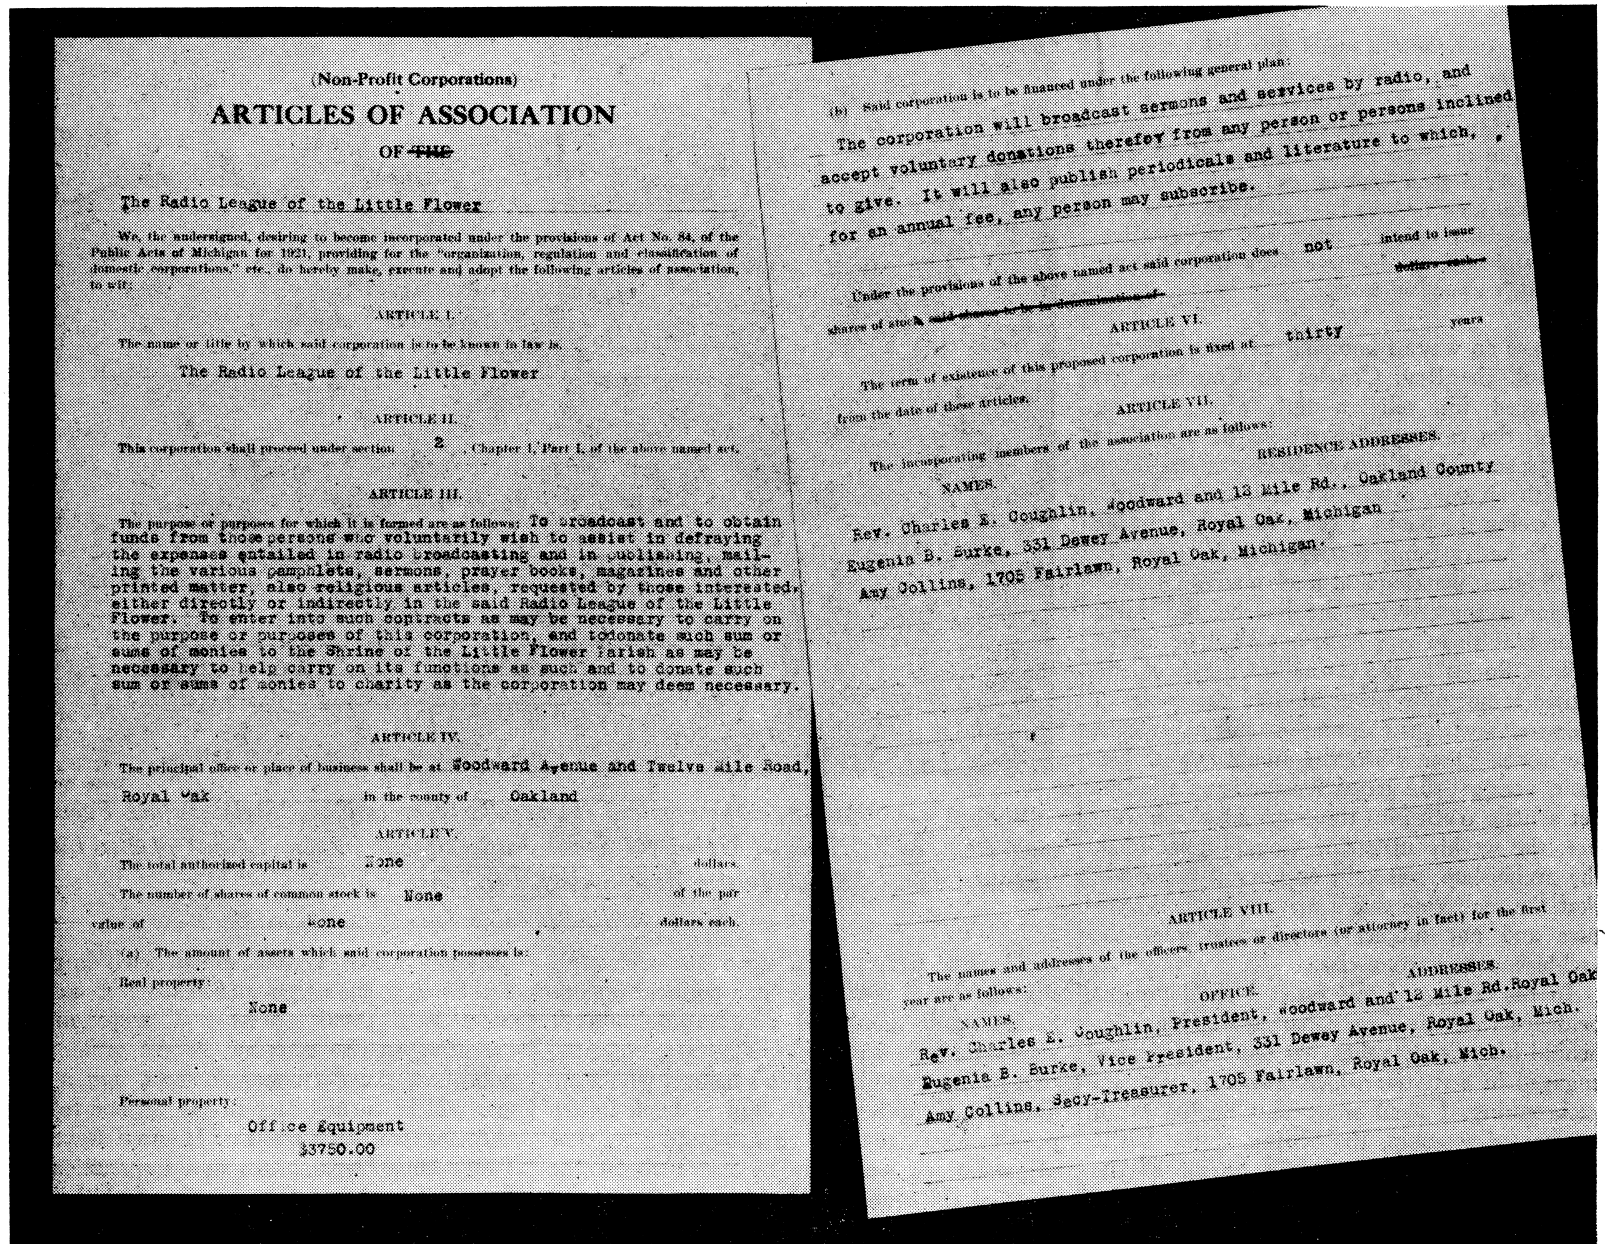 (Non-Profit Corporations)
ARTICLES OF ASSOCIATION
OF THE
The Radio League of the Little Flower
We, the undersigned, desiring to become incorporated under the provisions of Act No. 84, of the
Public Acts of Michigan for 1921, providing for the "organization, regulation and classification of
domestic corporations," etc., do hereby make, execute and adopt the following articles of association,
to wit:
ARTICLE I.
The name or title by which said corporation is to be known in law is,
The Radio League of the Little Flower
ARTICLE II.
This corporation shall proceed under section 2, Chapter 1, Part I, of the above named act.
ARTICLE III.
The purpose or purposes for which it is formed are as follows: To broadcast and to obtain
funds from those persons who voluntarily wish to assist in defraying
the expenses entailed in radio broadcasting and in publishing, mail-
ing the various pamphlets, sermons, prayer books, magazines and other
printed matter, also religious articles, requested by those interested,
either directly or indirectly in the said Radio League of the Little
Flower. To enter into such contracts as may be necessary to carry on
the purpose or purposes of this corporation, and todonate such sum or
sums of monies to the Shrine of the Little Flower Parish as may be
necessary to help carry on its functions as such and to donate such
sum or sums of monies to charity as the corporation may deem necessary.
ARTICLE IV.
The principal office or place of business shall be at Woodward Avenue and Twelve Mile Road,
Royal Oak in the county of Oakland
ARTICLE V.
The total authorized capital is None dollars
The number of shares of common stock is None of the par
value of None dollars each.
(a) The amount of assets which said corporation possesses is:
Real property:
None
Personal property:
Office Equipment
$3750.00
(b) Said corporation is to be financed under the following general plan:
The corporation will broadcast sermons and services by radio, and
accept voluntary donations therefor from any person or persons inclined
to give. It will also publish periodicals and literature to which,
for an annual fee, any person may subscribe.
Under the provisions of the above named act said corporation does not intend to issue
shares of stock said shares to be in denomination of dollars each.
ARTICLE VI.
The term of existence of this proposed corporation is fixed at thirty years
from the date of these articles.
ARTICLE VII.
The incorporating members of the association are as follows:
NAMES. RESIDENCE ADDRESSES.
Rev. Charles E. Coughlin, Woodward and 12 Mile Rd., Oakland County
Eugenia B. Burke, 331 Dewey Avenue, Royal Oak, Michigan
Amy Collins, 1705 Fairlawn, Royal Oak, Michigan.
ARTICLE VIII.
The names and addresses of the officers, trustees or directors (or attorney in fact) for the first
year are as follows:
NAMES. OFFICE. ADDRESSES.
Rev. Charles E. Coughlin, President, Woodward and 12 Mile Rd.Royal Oak
Eugenia B. Burke, Vice President, 331 Dewey Avenue, Royal Oak, Mich.
Amy Collins, Secy-Treasurer, 1705 Fairlawn, Royal Oak, Mich.